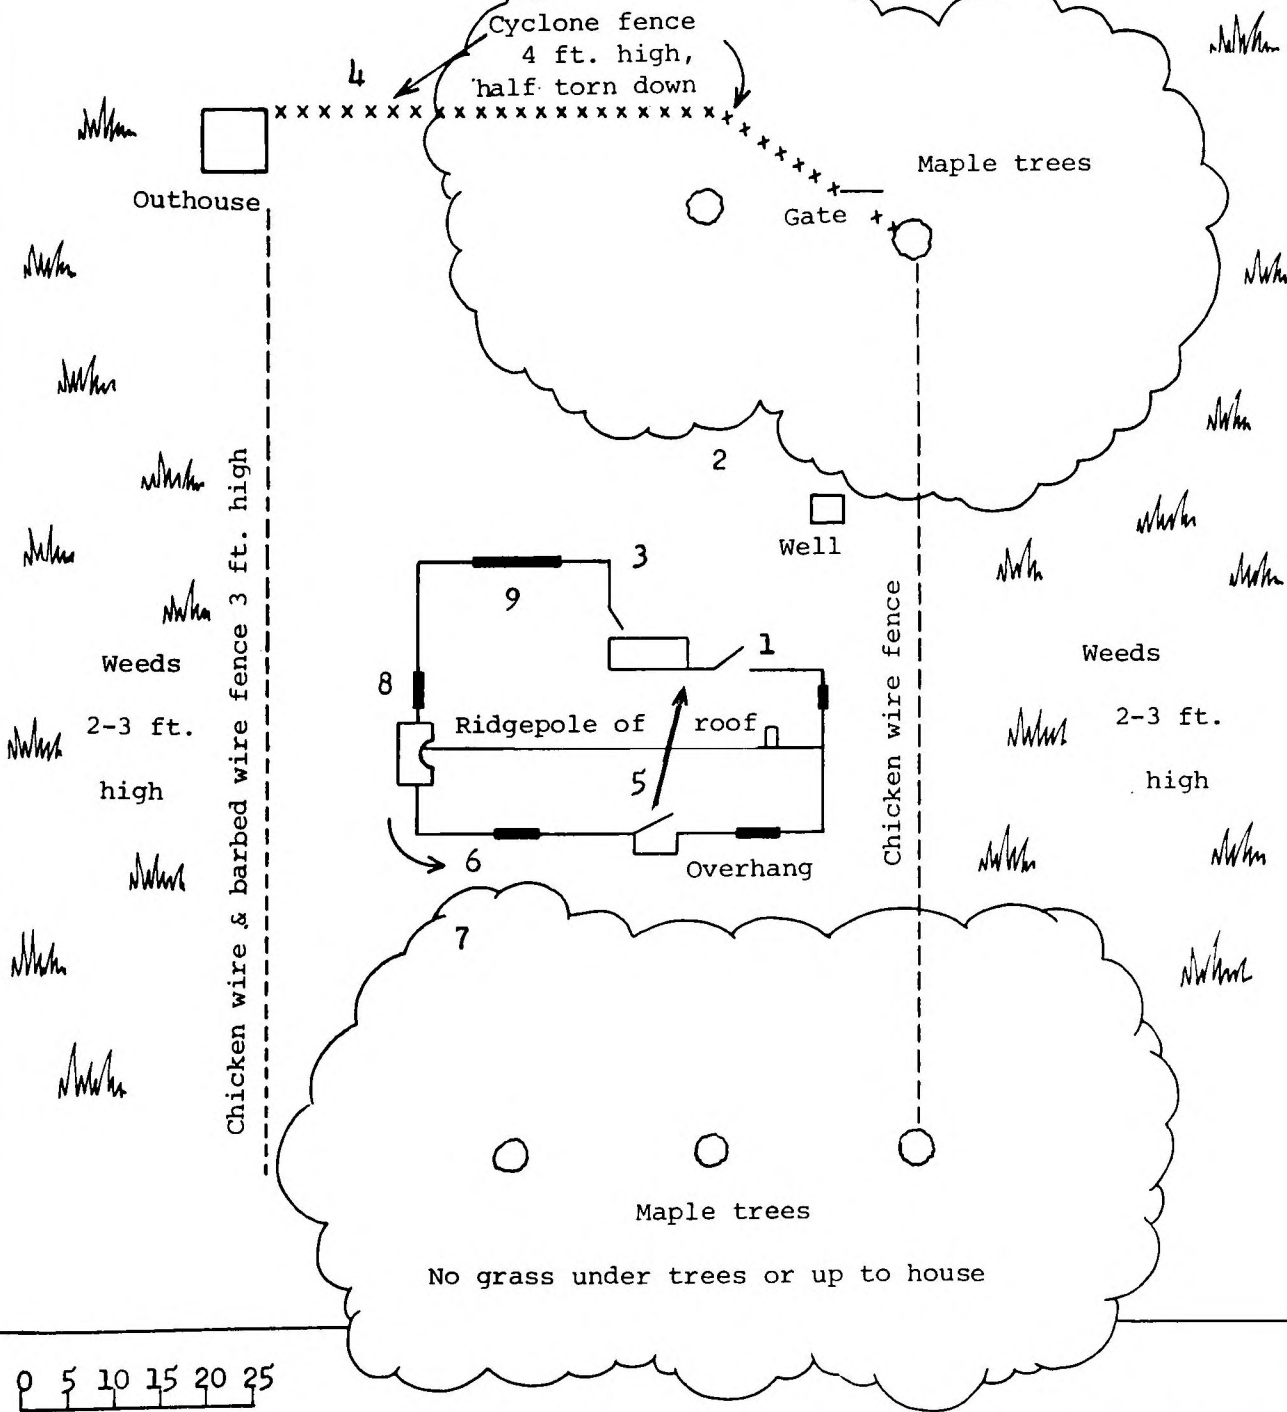 Cyclone fence
4 ft. high,
half torn down
4
Maple trees
Outhouse
Gate
2
Well
3
9
1
8
Ridgepole of roof
5
6
Overhang
7
Chicken wire & barbed wire fence 3 ft. high
Chicken wire fence
Weeds
2-3 ft.
high
Weeds
2-3 ft.
high
Maple trees
No grass under trees or up to house
0 5 10 15 20 25